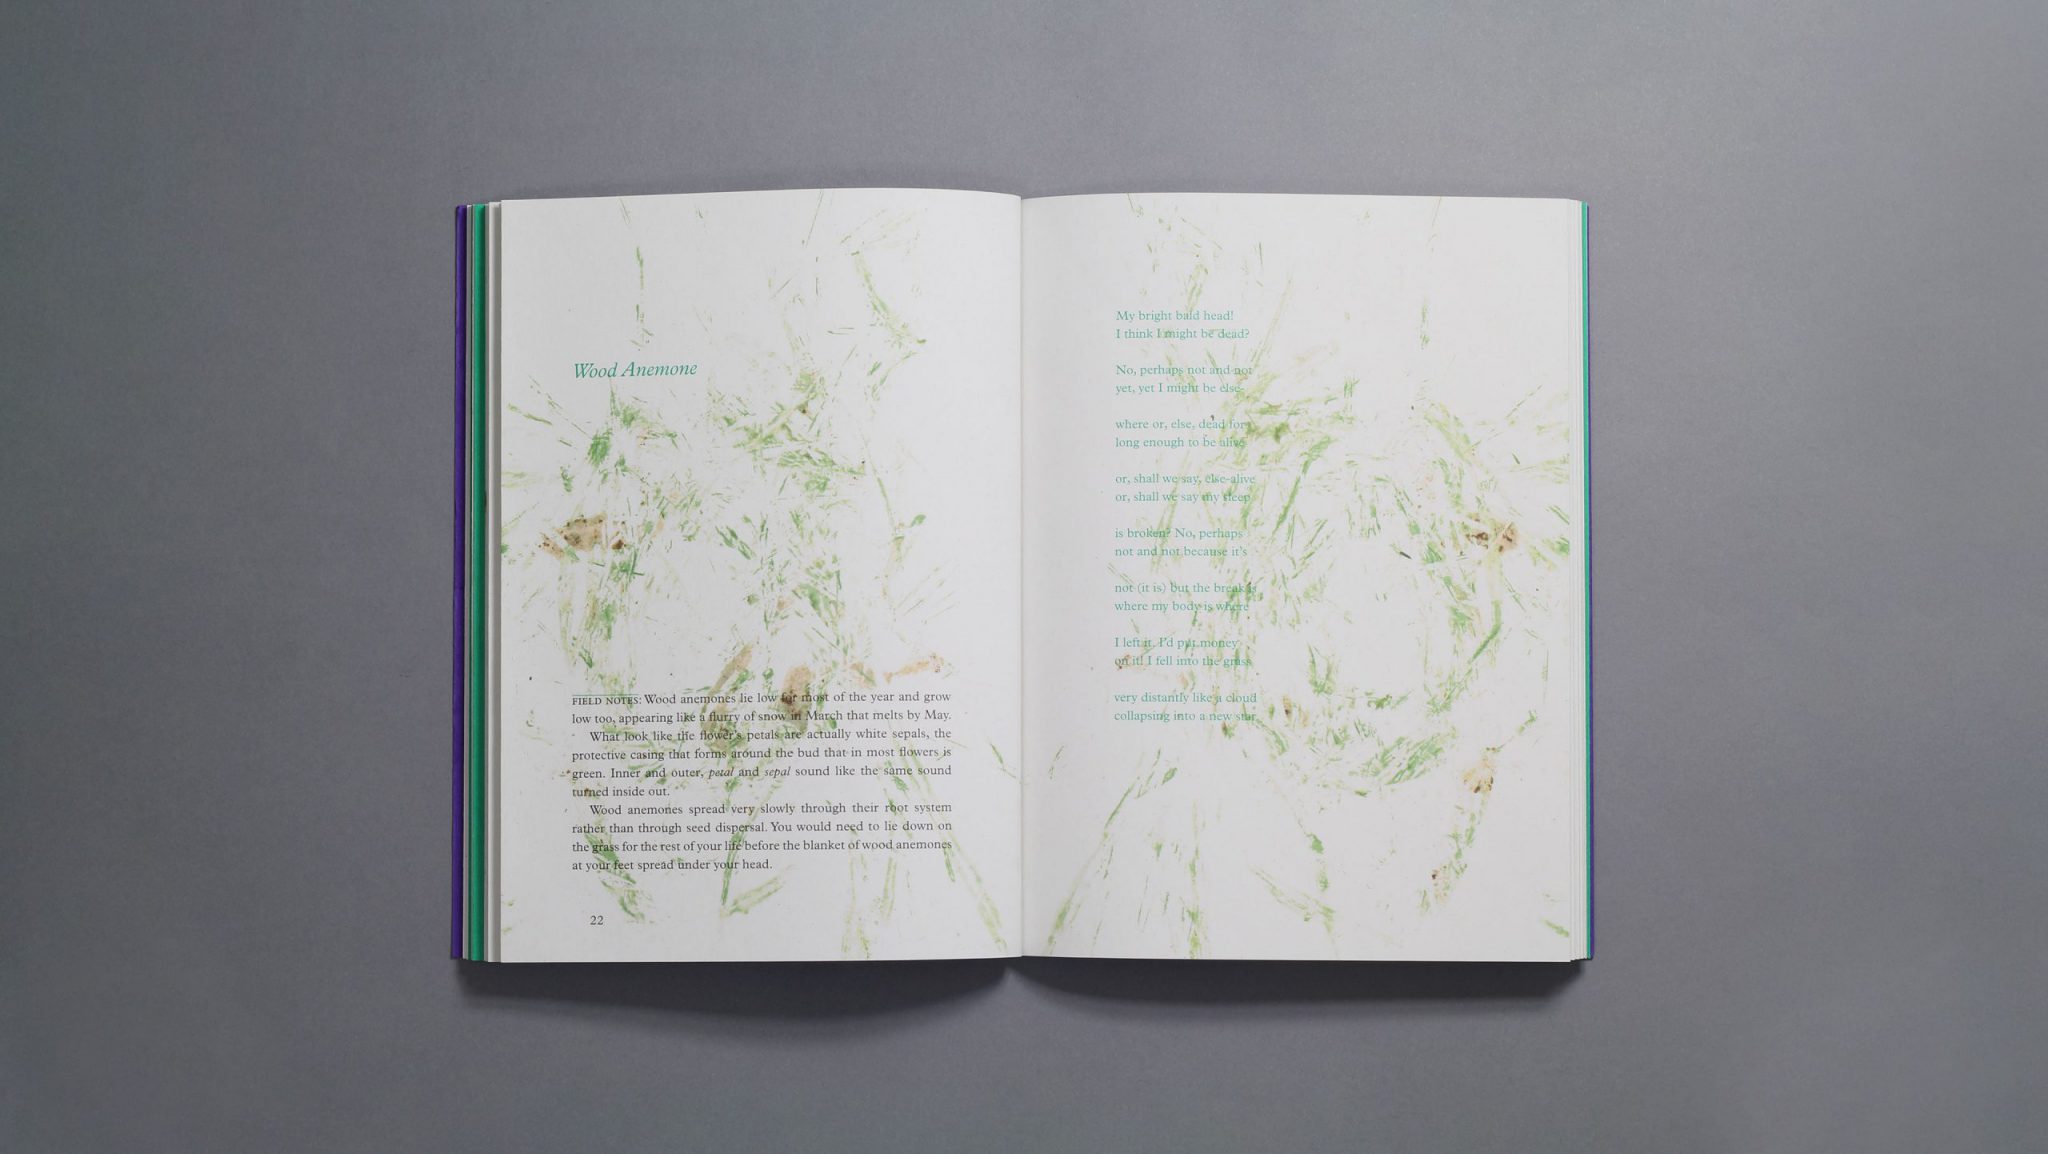 Wood Anemone
FIELD NOTES: Wood anemones lie low for most of the year and grow
low too, appearing like a flurry of snow in March that melts by May.
What look like the flower's petals are actually white sepals, the
protective casing that forms around the bud that in most flowers is
green. Inner and outer, petal and sepal sound like the same sound
turned inside out.
Wood anemones spread very slowly through their root system
rather than through seed dispersal. You would need to lie down on
the grass for the rest of your life before the blanket of wood anemones
at your feet spread under your head.
22
My bright bald head!
I think I might be dead?
No, perhaps not and not
yet, yet I might be else-
where or, else, dead for
long enough to be alive
or, shall we say, else-alive
or, shall we say my sleep
is broken? No, perhaps
not and not because it's
not (it is) but the break is
where my body is where
I left it. I'd put money
on it! I fell into the grass
very distantly like a cloud
collapsing into a new star